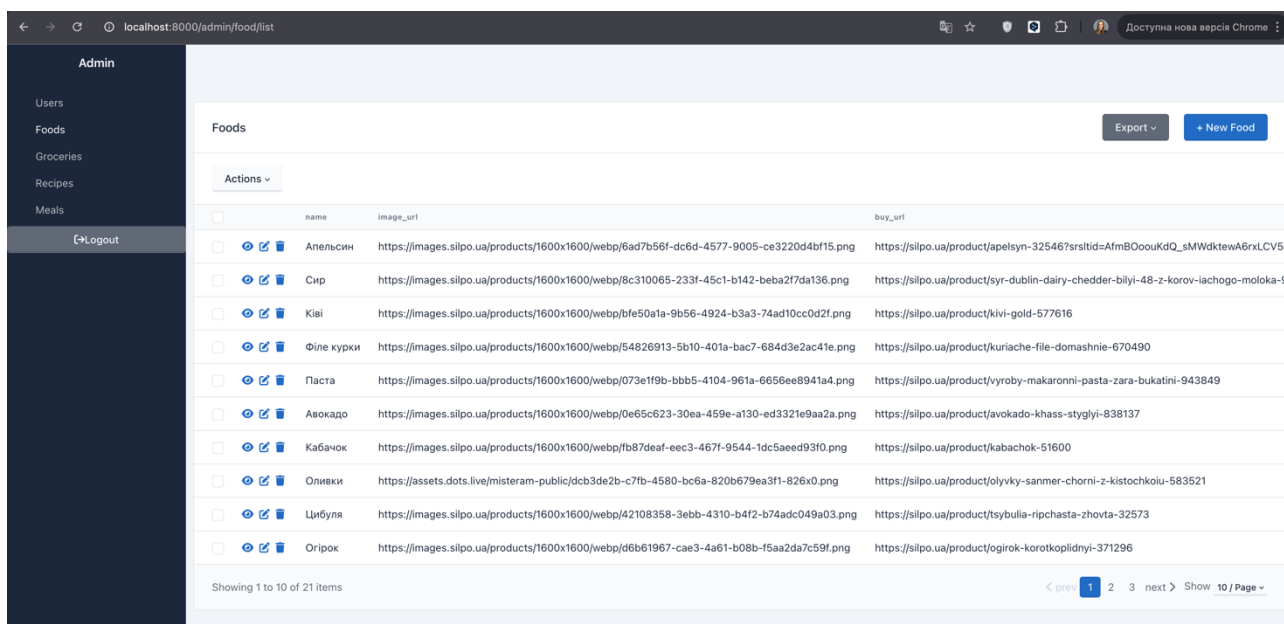 localhost:8000/admin/food/list
Доступна нова версія Chrome
Admin
Users
Foods
Groceries
Recipes
Meals
Logout
Foods
Export
+ New Food
Actions
name image_url buy_url
Апельсин https://images.silpo.ua/products/1600x1600/webp/6ad7b56f-dc6d-4577-9005-ce3220d4bf15.png https://silpo.ua/product/apelsyn-32546?srsltid=AfmBOoouKdQ_sMWdktewA6rxLCV5
Сир https://images.silpo.ua/products/1600x1600/webp/8c310065-233f-45c1-b142-beba2f7da136.png https://silpo.ua/product/syr-dublin-dairy-chedder-bilyi-48-z-korov-iachogo-moloka-9
Ківі https://images.silpo.ua/products/1600x1600/webp/bfe50a1a-9b56-4924-b3a3-74ad10cc0d2f.png https://silpo.ua/product/kivi-gold-577616
Філе курки https://images.silpo.ua/products/1600x1600/webp/54826913-5b10-401a-bac7-684d3e2ac41e.png https://silpo.ua/product/kuriache-file-domashnie-670490
Паста https://images.silpo.ua/products/1600x1600/webp/073e1f9b-bbb5-4104-961a-6656ee8941a4.png https://silpo.ua/product/vyroby-makaronni-pasta-zara-bukatini-943849
Авокадо https://images.silpo.ua/products/1600x1600/webp/0e65c623-30ea-459e-a130-ed3321e9aa2a.png https://silpo.ua/product/avokado-khass-styglyi-838137
Кабачок https://images.silpo.ua/products/1600x1600/webp/fb87deaf-eec3-467f-9544-1dc5aeed93f0.png https://silpo.ua/product/kabachok-51600
Оливки https://assets.dots.live/misteram-public/dcb3de2b-c7fb-4580-bc6a-820b679ea3f1-826x0.png https://silpo.ua/product/olyvky-sanmer-chorni-z-kistochkoiu-583521
Цибуля https://images.silpo.ua/products/1600x1600/webp/42108358-3ebb-4310-b4f2-b74adc049a03.png https://silpo.ua/product/tsybulia-ripchasta-zhovta-32573
Огірок https://images.silpo.ua/products/1600x1600/webp/d6b61967-cae3-4a61-b08b-f5aa2da7c59f.png https://silpo.ua/product/ogirok-korotkoplidnyi-371296
Showing 1 to 10 of 21 items
prev 1 2 3 next Show 10 / Page